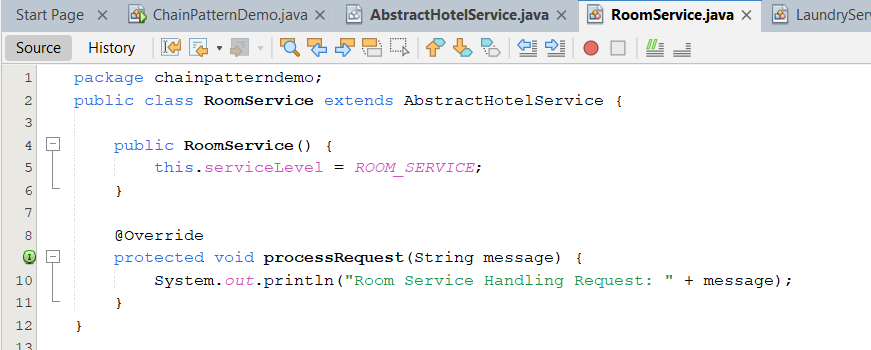 Start Page ChainPatternDemo.java AbstractHotelService.java RoomService.java LaundrySer
Source History
1 package chainpatterndemo;
2 public class RoomService extends AbstractHotelService {
3
4 public RoomService() {
5 this.serviceLevel = ROOM_SERVICE;
6 }
7
8 @Override
protected void processRequest(String message) {
10 System.out.println("Room Service Handling Request: " + message);
11 }
12 }
13